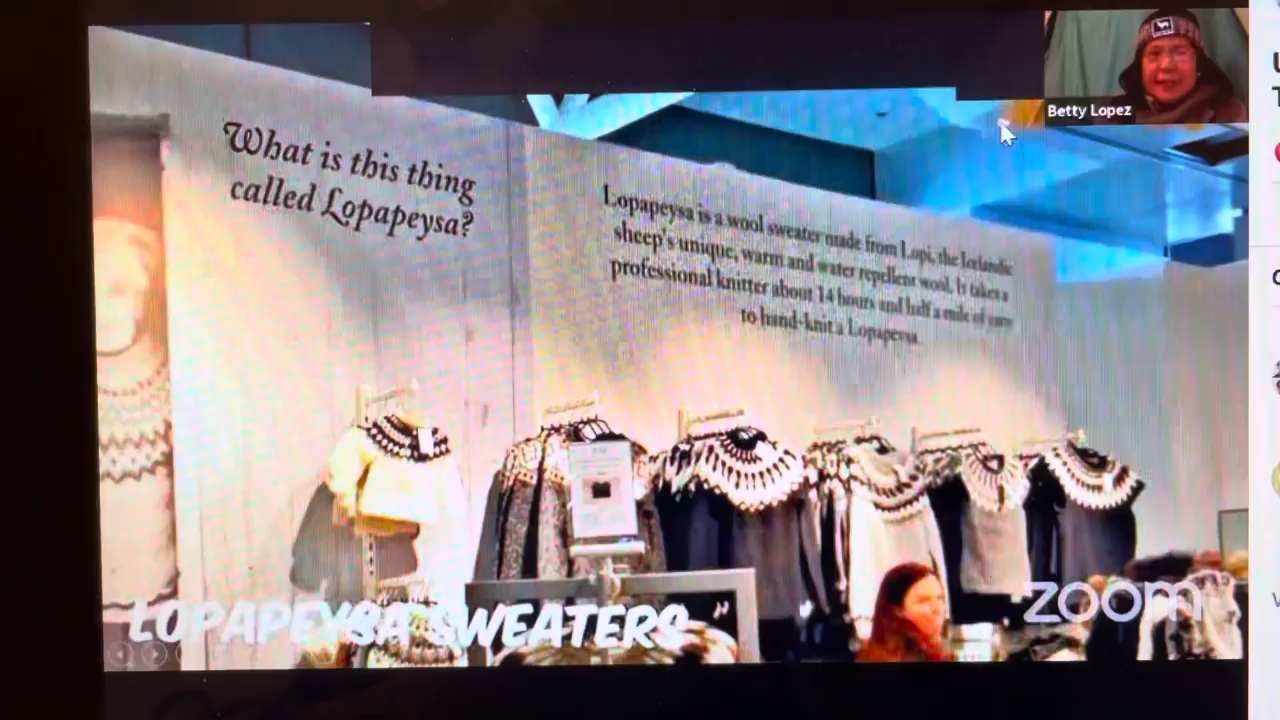 Betty Lopez
What is this thing
called Lopapeysa?
Lopapeysa is a wool sweater made from Lopi, the Icelandic
sheep's unique, warm and water repellent wool. It takes a
professional knitter about 14 hours and half a mile of yarn
to hand-knit a Lopapeysa.
LOPAPEYSA SWEATERS
zoom